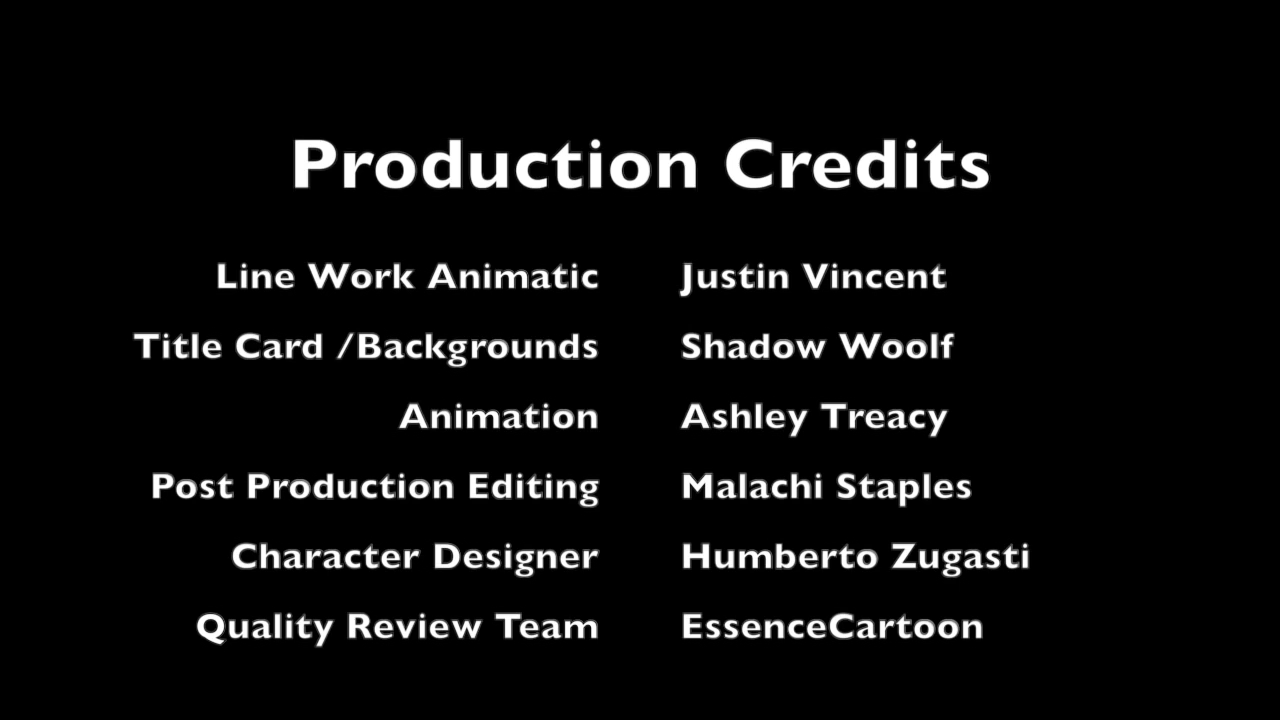 Production Credits
Line Work Animatic Justin Vincent
Title Card /Backgrounds Shadow Woolf
Animation Ashley Treacy
Post Production Editing Malachi Staples
Character Designer Humberto Zugasti
Quality Review Team EssenceCartoon